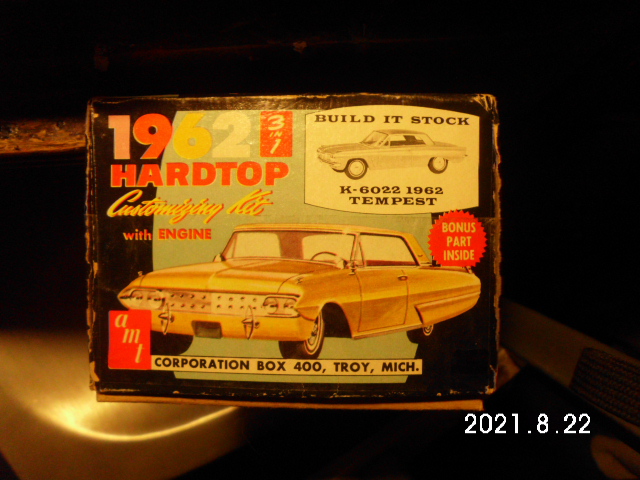 1962
3 IN 1
HARDTOP
Customizing Kit
with ENGINE
BUILD IT STOCK
K-6022 1962
TEMPEST
BONUS
PART
INSIDE
amt
CORPORATION BOX 400, TROY, MICH.
2021.8.22